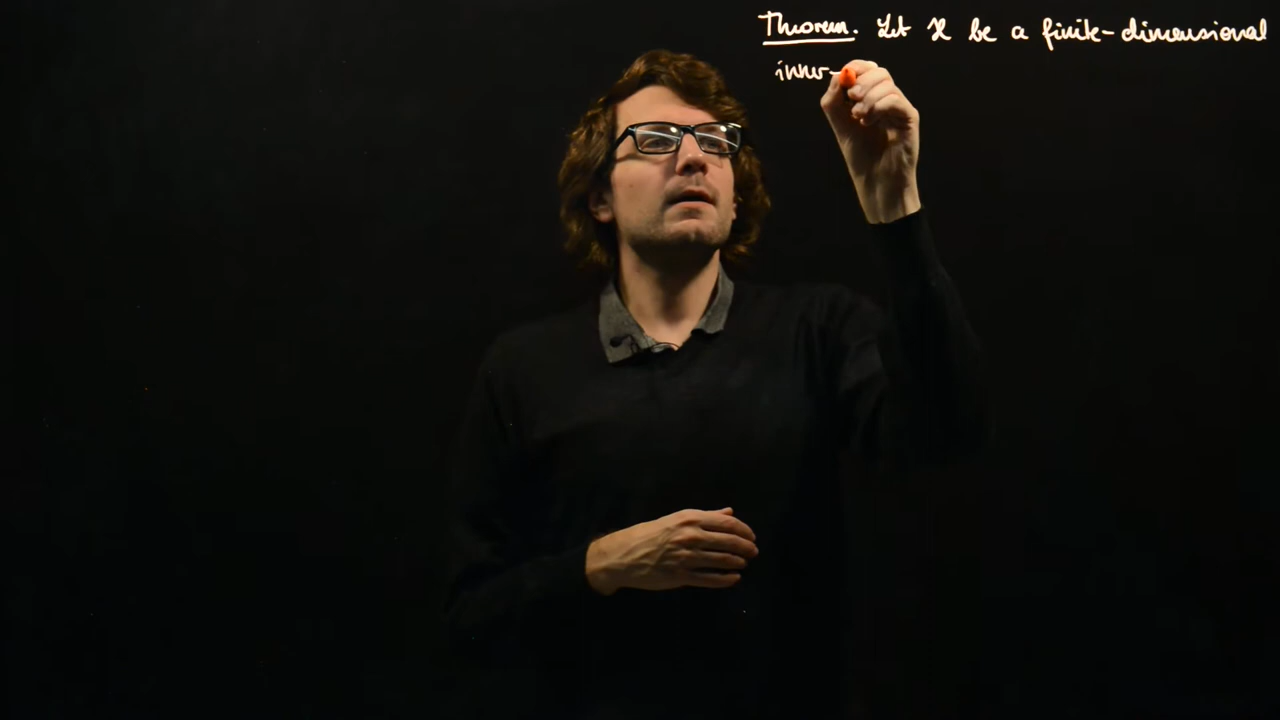 Theorem. Let H be a finite-dimensional
inner-